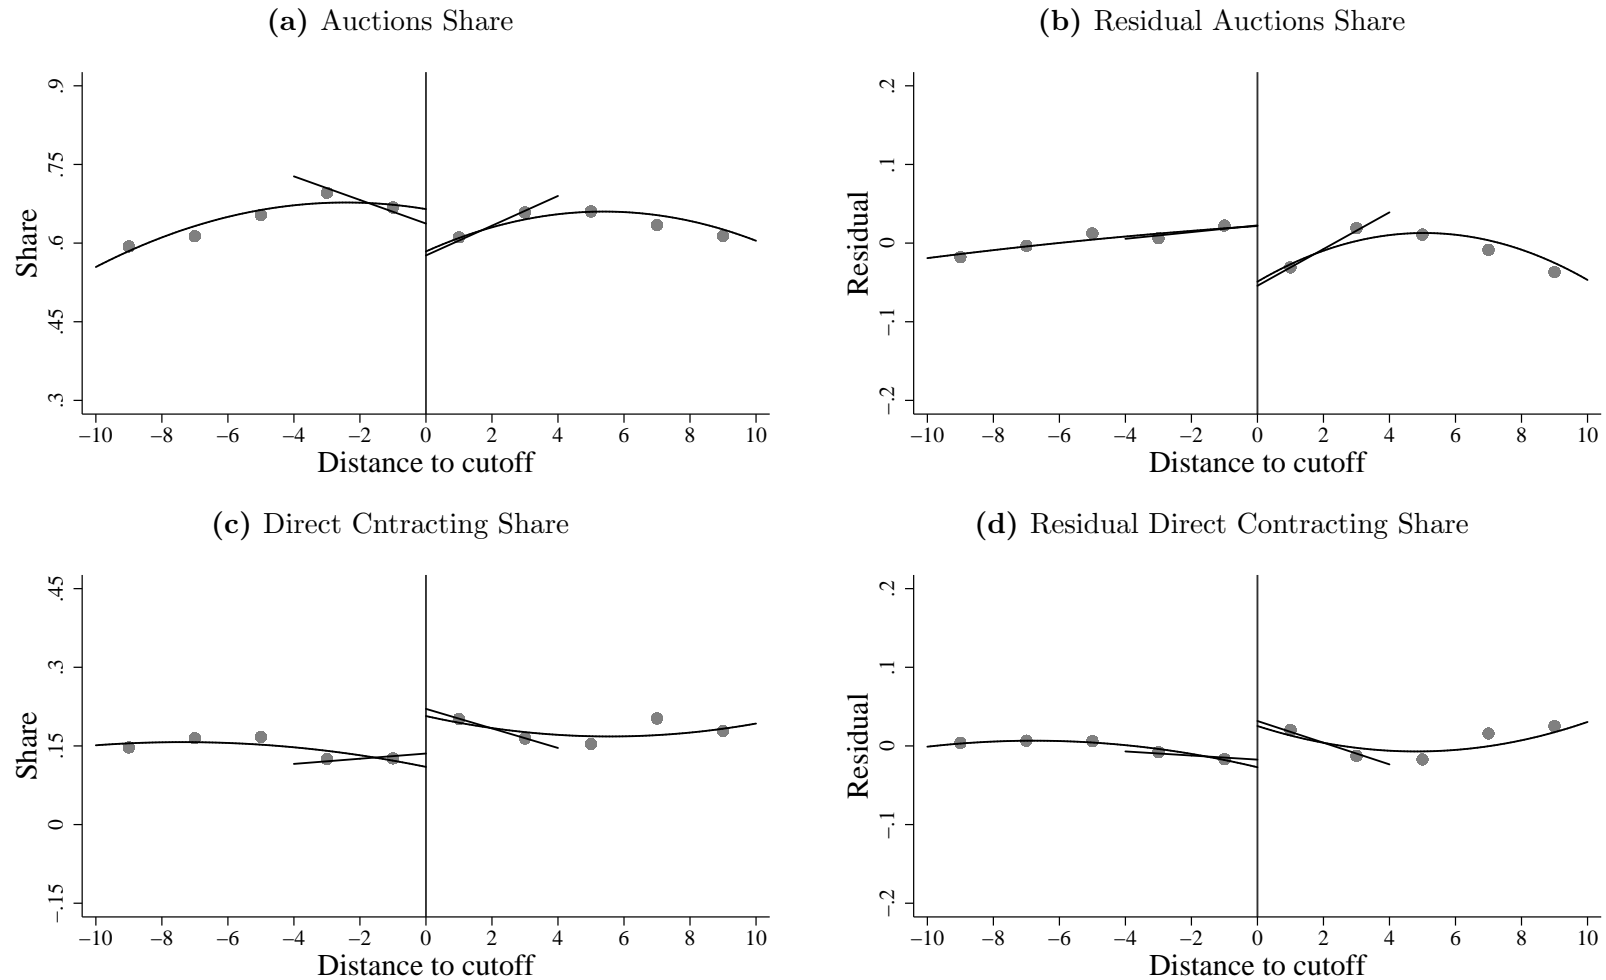 (a) Auctions Share
.9
.75
.6
.45
.3
Share
−10 −8 −6 −4 −2 0 2 4 6 8 10
Distance to cutoff
(b) Residual Auctions Share
.2
.1
0
−.1
−.2
Residual
−10 −8 −6 −4 −2 0 2 4 6 8 10
Distance to cutoff
(c) Direct Cntracting Share
.45
.3
.15
0
−.15
Share
−10 −8 −6 −4 −2 0 2 4 6 8 10
Distance to cutoff
(d) Residual Direct Contracting Share
.2
.1
0
−.1
−.2
Residual
−10 −8 −6 −4 −2 0 2 4 6 8 10
Distance to cutoff